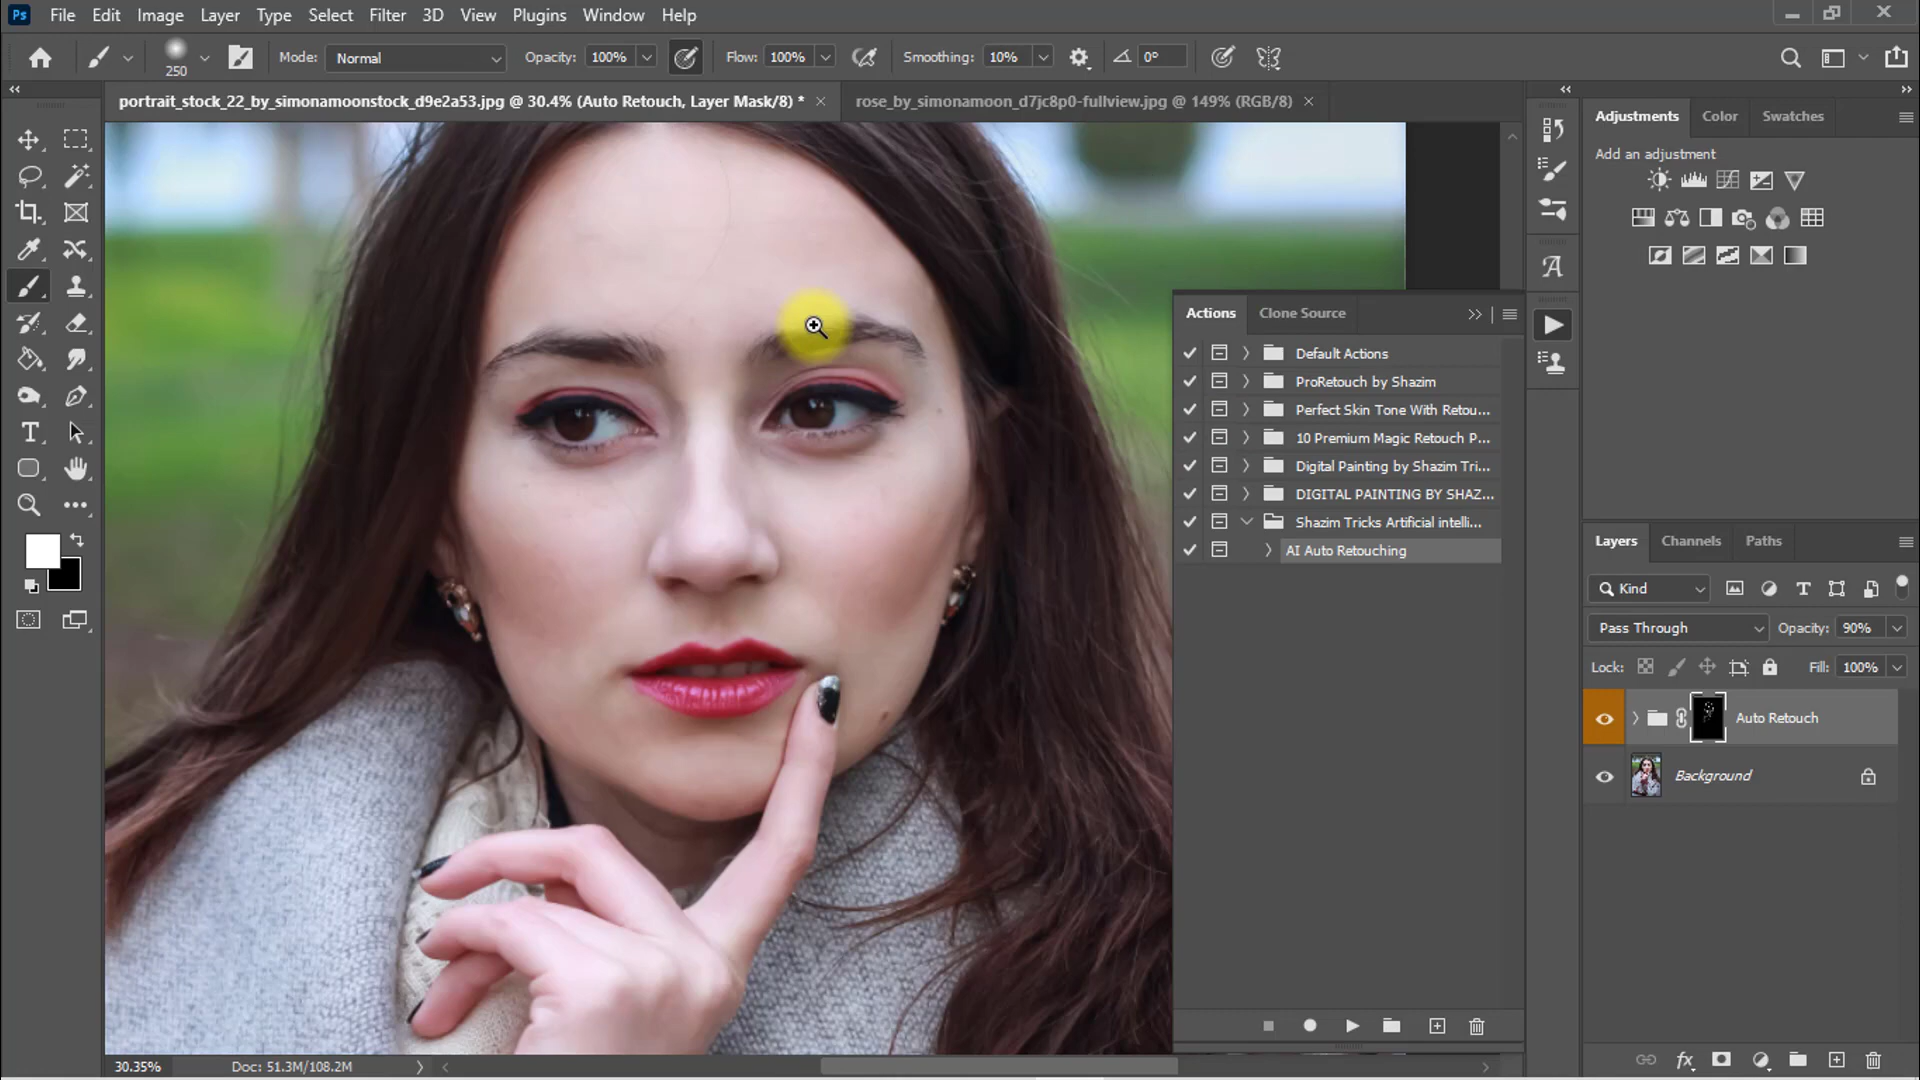 Ps File Edit Image Layer Type Select Filter 3D View Plugins Window Help
250 Mode: Normal Opacity: 100% Flow: 100% Smoothing: 10% 0°
portrait_stock_22_by_simonamoonstock_d9e2a53.jpg @ 30.4% (Auto Retouch, Layer Mask/8) * rose_by_simonamoon_d7jc8p0-fullview.jpg @ 149% (RGB/8)
Adjustments Color Swatches
Add an adjustment
Actions Clone Source
Default Actions
ProRetouch by Shazim
Perfect Skin Tone With Retou...
10 Premium Magic Retouch P...
Digital Painting by Shazim Tri...
DIGITAL PAINTING BY SHAZ...
Shazim Tricks Artificial intelli...
AI Auto Retouching
Layers Channels Paths
Kind
Pass Through Opacity: 90%
Lock: Fill: 100%
Auto Retouch
Background
30.35% Doc: 51.3M/108.2M